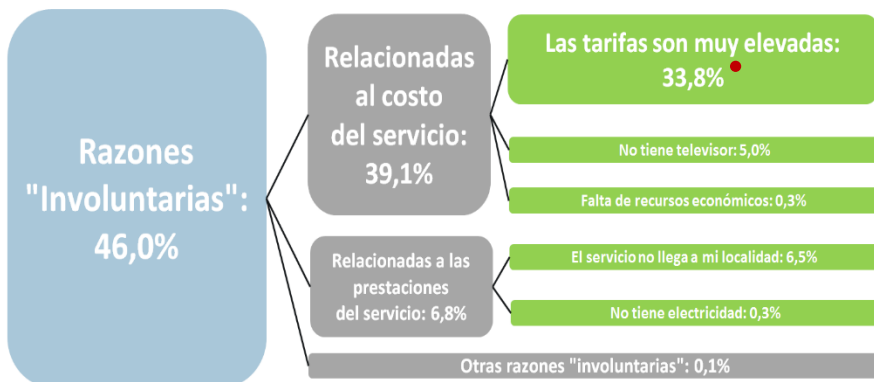 Razones
"Involuntarias":
46,0%
Relacionadas
al costo
del servicio:
39,1%
Las tarifas son muy elevadas:
33,8%
No tiene televisor: 5,0%
Falta de recursos económicos: 0,3%
Relacionadas a las
prestaciones
del servicio: 6,8%
El servicio no llega a mi localidad: 6,5%
No tiene electricidad: 0,3%
Otras razones "involuntarias": 0,1%